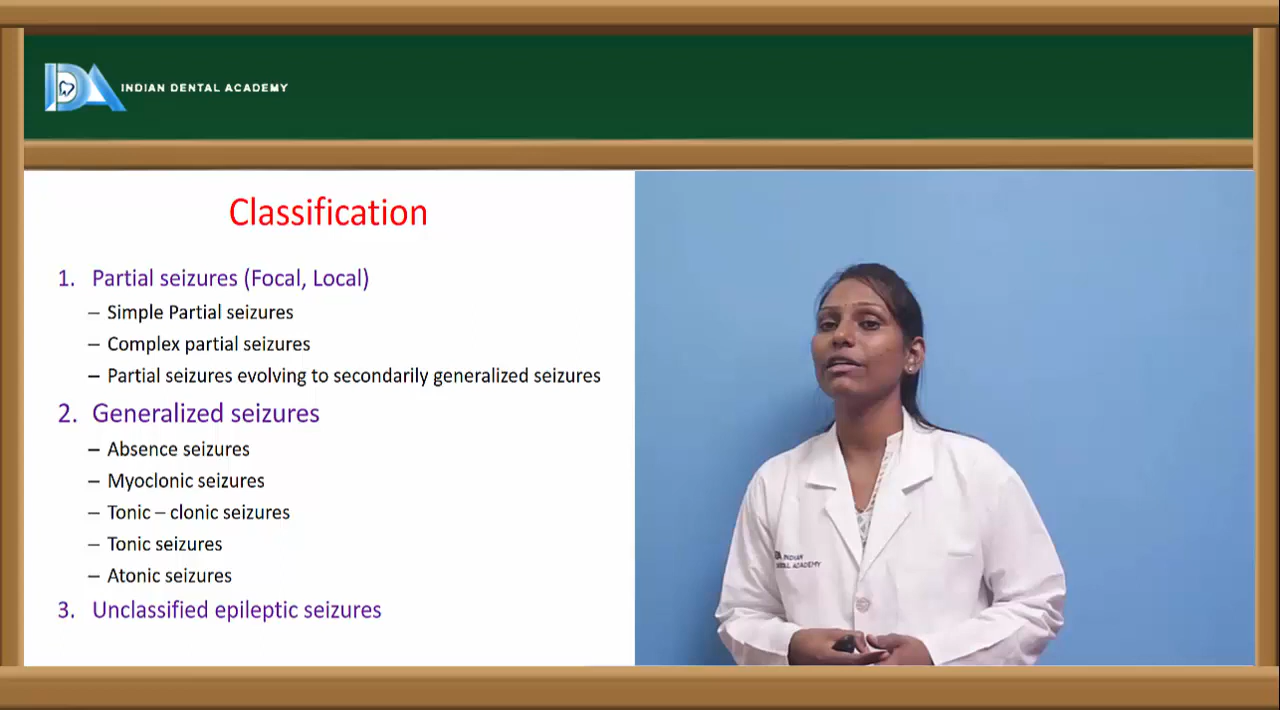 INDIAN DENTAL ACADEMY
Classification
1. Partial seizures (Focal, Local)
– Simple Partial seizures
– Complex partial seizures
– Partial seizures evolving to secondarily generalized seizures
2. Generalized seizures
– Absence seizures
– Myoclonic seizures
– Tonic – clonic seizures
– Tonic seizures
– Atonic seizures
3. Unclassified epileptic seizures
INDIAN
ACADEMY